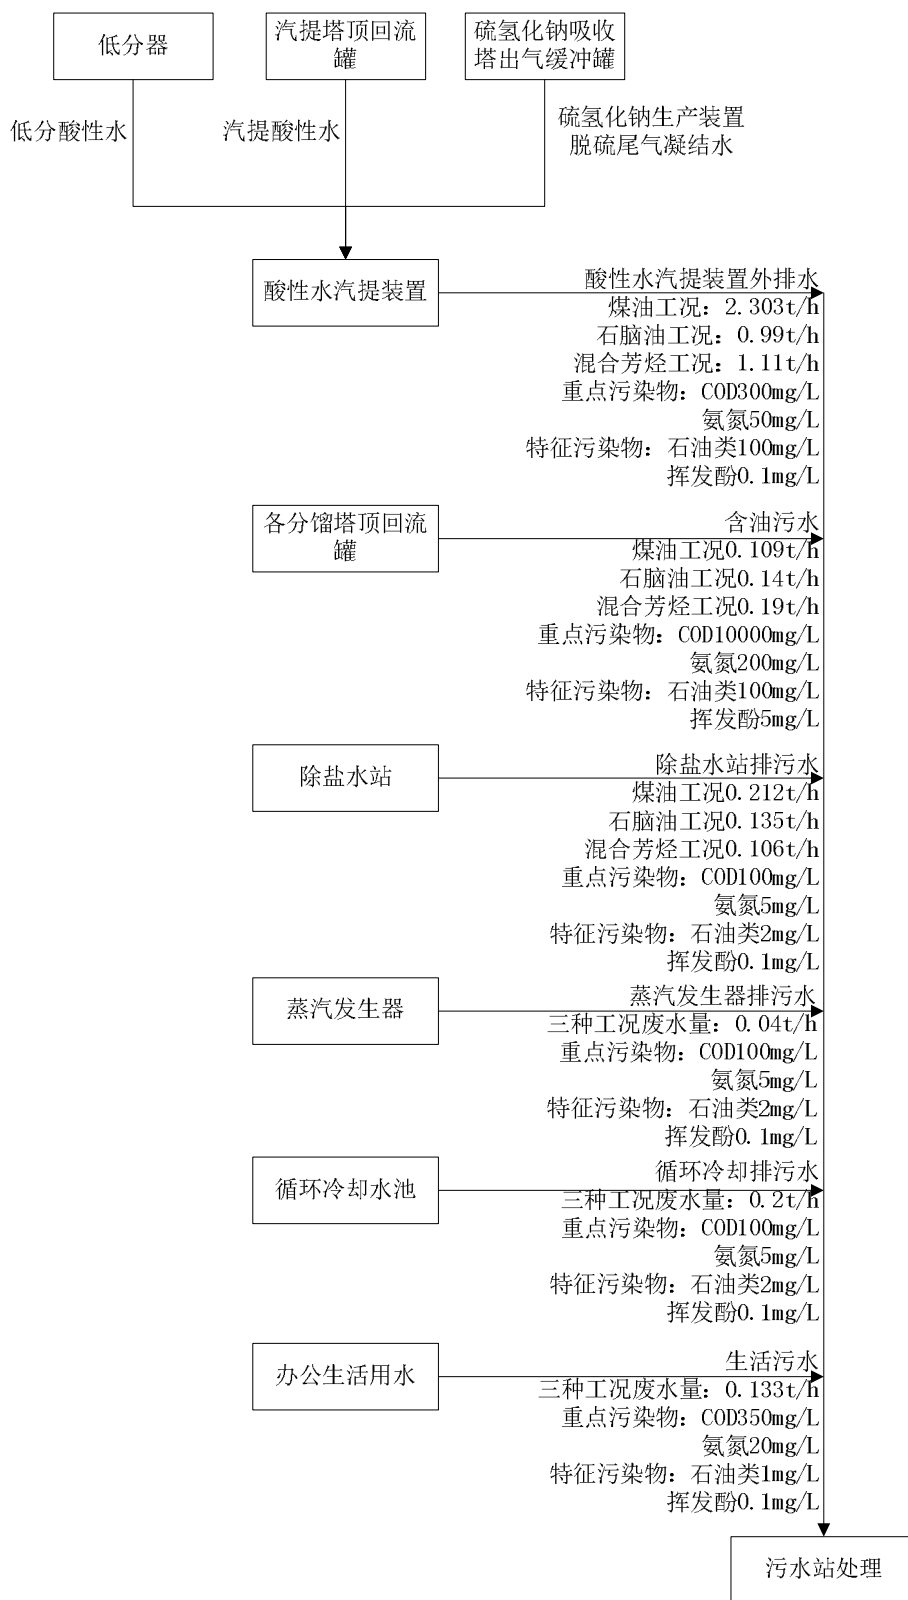 低分器
汽提塔顶回流
罐
硫氢化钠吸收
塔出气缓冲罐
低分酸性水
汽提酸性水
硫氢化钠生产装置
脱硫尾气凝结水
酸性水汽提装置
酸性水汽提装置外排水
煤油工况：2.303t/h
石脑油工况：0.99t/h
混合芳烃工况：1.11t/h
重点污染物：COD300mg/L
氨氮50mg/L
特征污染物：石油类100mg/L
挥发酚0.1mg/L
各分馏塔顶回流
罐
含油污水
煤油工况0.109t/h
石脑油工况0.14t/h
混合芳烃工况0.19t/h
重点污染物：COD10000mg/L
氨氮200mg/L
特征污染物：石油类100mg/L
挥发酚5mg/L
除盐水站
除盐水站排污水
煤油工况0.212t/h
石脑油工况0.135t/h
混合芳烃工况0.106t/h
重点污染物：COD100mg/L
氨氮5mg/L
特征污染物：石油类2mg/L
挥发酚0.1mg/L
蒸汽发生器
蒸汽发生器排污水
三种工况废水量：0.04t/h
重点污染物：COD100mg/L
氨氮5mg/L
特征污染物：石油类2mg/L
挥发酚0.1mg/L
循环冷却水池
循环冷却排污水
三种工况废水量：0.2t/h
重点污染物：COD100mg/L
氨氮5mg/L
特征污染物：石油类2mg/L
挥发酚0.1mg/L
办公生活用水
生活污水
三种工况废水量：0.133t/h
重点污染物：COD350mg/L
氨氮20mg/L
特征污染物：石油类1mg/L
挥发酚0.1mg/L
污水站处理